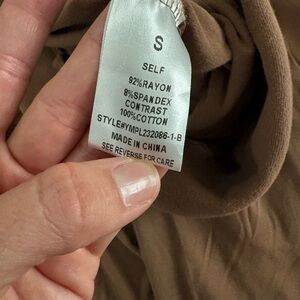 S
SELF
92%RAYON
8%SPANDEX
CONTRAST
100%COTTON
STYLE#YMPL232086-1-B
MADE IN CHINA
SEE REVERSE FOR CARE